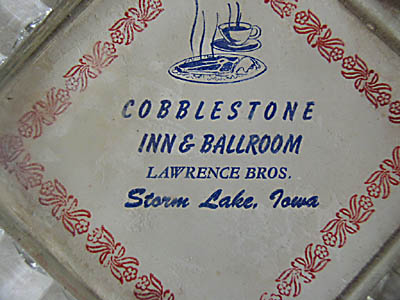 COBBLESTONE
INN & BALLROOM
LAWRENCE BROS.
Storm Lake, Iowa